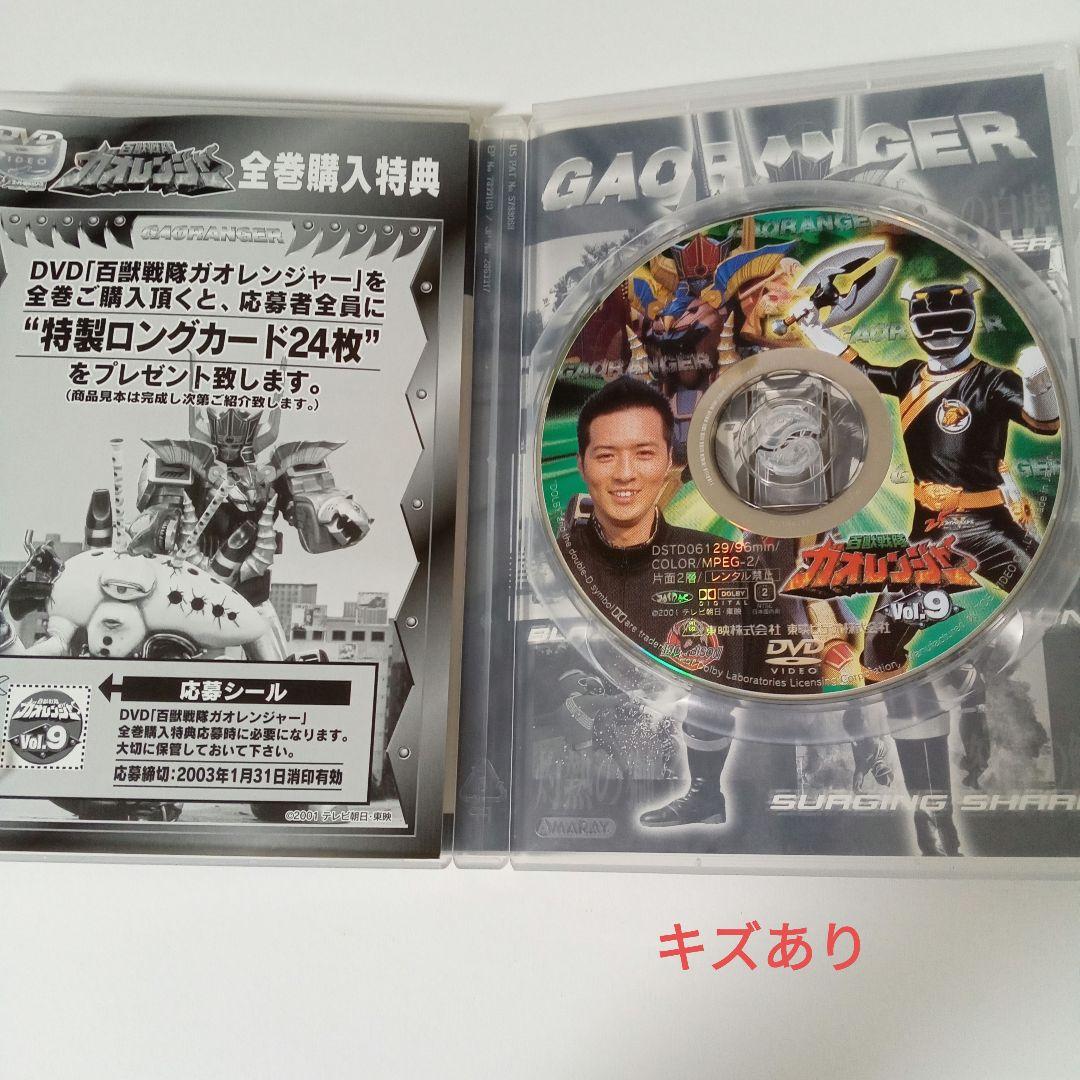 DVD
VIDEO
百獣戦隊
ガオレンジャー
全巻購入特典
GAORANGER
DVD「百獣戦隊ガオレンジャー」を
全巻ご購入頂くと、応募者全員に
“特製ロングカード24枚”
をプレゼント致します。
(商品見本は完成し次第ご紹介致します。)
応募シール
DVD「百獣戦隊ガオレンジャー」
全巻購入特典応募時に必要になります。
大切に保管しておいて下さい。
応募締切:2003年1月31日消印有効
百獣戦隊
ガオレンジャー
Vol.9
©2001 テレビ朝日・東映
GAORANGER
GAORANGER
GAORANGER
GAORANGER
DSTD06129/96min/
COLOR/MPEG-2/
片面2層/レンタル禁止
DOLBY
DIGITAL
2
NTSC
日本国内向
©2001 テレビ朝日・東映
百獣戦隊
ガオレンジャー
Vol.9
東映株式会社
DVD
VIDEO
AMARAY
SURGING SHARK
キズあり